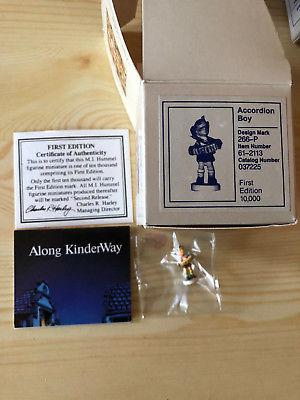 Accordion
Boy
Design Mark
266-P
Item Number
61-2113
Catalog Number
037225
First
Edition
10,000
FIRST EDITION
Certificate of Authenticity
This is to certify that this M.I. Hummel
figurine miniature is one of ten thousand
comprising its First Edition.
Only the first ten thousand will carry
the First Edition mark. All M.I. Hummel
miniatures produced thereafter
will be marked "Second Release."
Charles R. Harley
Charles R. Harley
- Managing Director
Along KinderWay